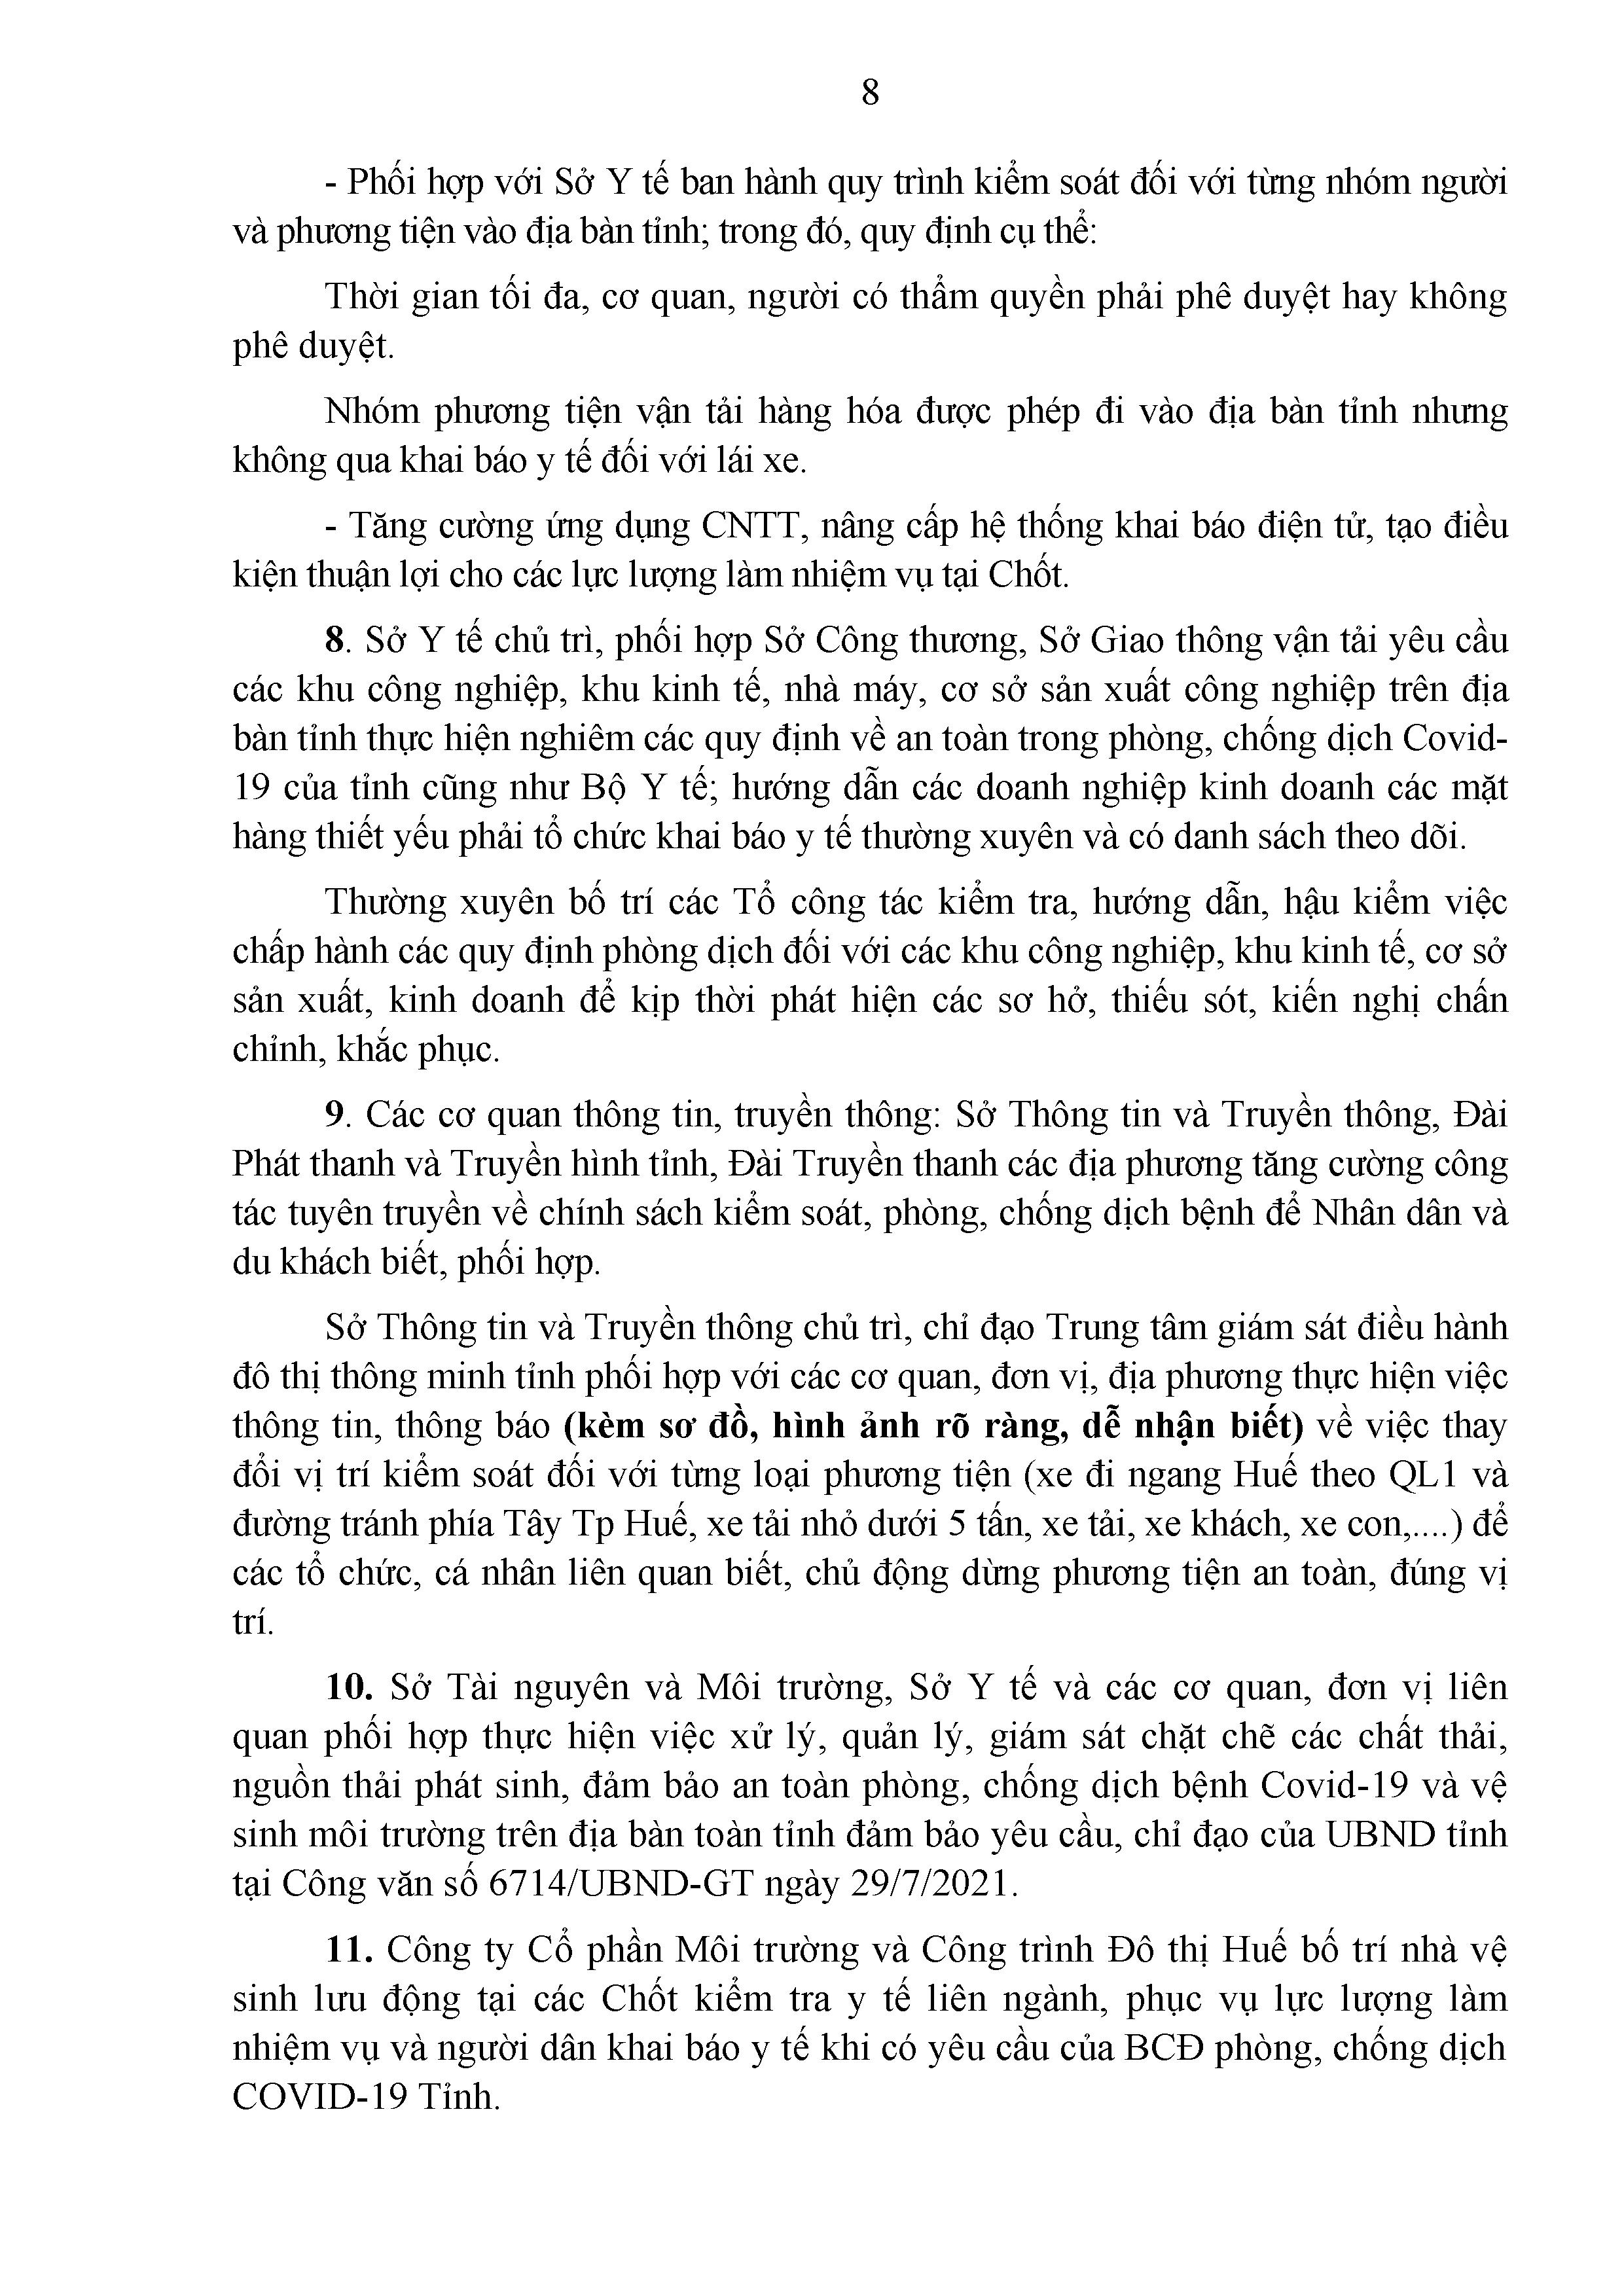 8
- Phối hợp với Sở Y tế ban hành quy trình kiểm soát đối với từng nhóm người
và phương tiện vào địa bàn tỉnh; trong đó, quy định cụ thể:
Thời gian tối đa, cơ quan, người có thẩm quyền phải phê duyệt hay không
phê duyệt.
Nhóm phương tiện vận tải hàng hóa được phép đi vào địa bàn tỉnh nhưng
không qua khai báo y tế đối với lái xe.
- Tăng cường ứng dụng CNTT, nâng cấp hệ thống khai báo điện tử, tạo điều
kiện thuận lợi cho các lực lượng làm nhiệm vụ tại Chốt.
8. Sở Y tế chủ trì, phối hợp Sở Công thương, Sở Giao thông vận tải yêu cầu
các khu công nghiệp, khu kinh tế, nhà máy, cơ sở sản xuất công nghiệp trên địa
bàn tỉnh thực hiện nghiêm các quy định về an toàn trong phòng, chống dịch Covid-
19 của tỉnh cũng như Bộ Y tế; hướng dẫn các doanh nghiệp kinh doanh các mặt
hàng thiết yếu phải tổ chức khai báo y tế thường xuyên và có danh sách theo dõi.
Thường xuyên bố trí các Tổ công tác kiểm tra, hướng dẫn, hậu kiểm việc
chấp hành các quy định phòng dịch đối với các khu công nghiệp, khu kinh tế, cơ sở
sản xuất, kinh doanh để kịp thời phát hiện các sơ hở, thiếu sót, kiến nghị chấn
chỉnh, khắc phục.
9. Các cơ quan thông tin, truyền thông: Sở Thông tin và Truyền thông, Đài
Phát thanh và Truyền hình tỉnh, Đài Truyền thanh các địa phương tăng cường công
tác tuyên truyền về chính sách kiểm soát, phòng, chống dịch bệnh để Nhân dân và
du khách biết, phối hợp.
Sở Thông tin và Truyền thông chủ trì, chỉ đạo Trung tâm giám sát điều hành
đô thị thông minh tỉnh phối hợp với các cơ quan, đơn vị, địa phương thực hiện việc
thông tin, thông báo (kèm sơ đồ, hình ảnh rõ ràng, dễ nhận biết) về việc thay
đổi vị trí kiểm soát đối với từng loại phương tiện (xe đi ngang Huế theo QL1 và
đường tránh phía Tây Tp Huế, xe tải nhỏ dưới 5 tấn, xe tải, xe khách, xe con,....) để
các tổ chức, cá nhân liên quan biết, chủ động dừng phương tiện an toàn, đúng vị
trí.
10. Sở Tài nguyên và Môi trường, Sở Y tế và các cơ quan, đơn vị liên
quan phối hợp thực hiện việc xử lý, quản lý, giám sát chặt chẽ các chất thải,
nguồn thải phát sinh, đảm bảo an toàn phòng, chống dịch bệnh Covid-19 và vệ
sinh môi trường trên địa bàn toàn tỉnh đảm bảo yêu cầu, chỉ đạo của UBND tỉnh
tại Công văn số 6714/UBND-GT ngày 29/7/2021.
11. Công ty Cổ phần Môi trường và Công trình Đô thị Huế bố trí nhà vệ
sinh lưu động tại các Chốt kiểm tra y tế liên ngành, phục vụ lực lượng làm
nhiệm vụ và người dân khai báo y tế khi có yêu cầu của BCĐ phòng, chống dịch
COVID-19 Tỉnh.